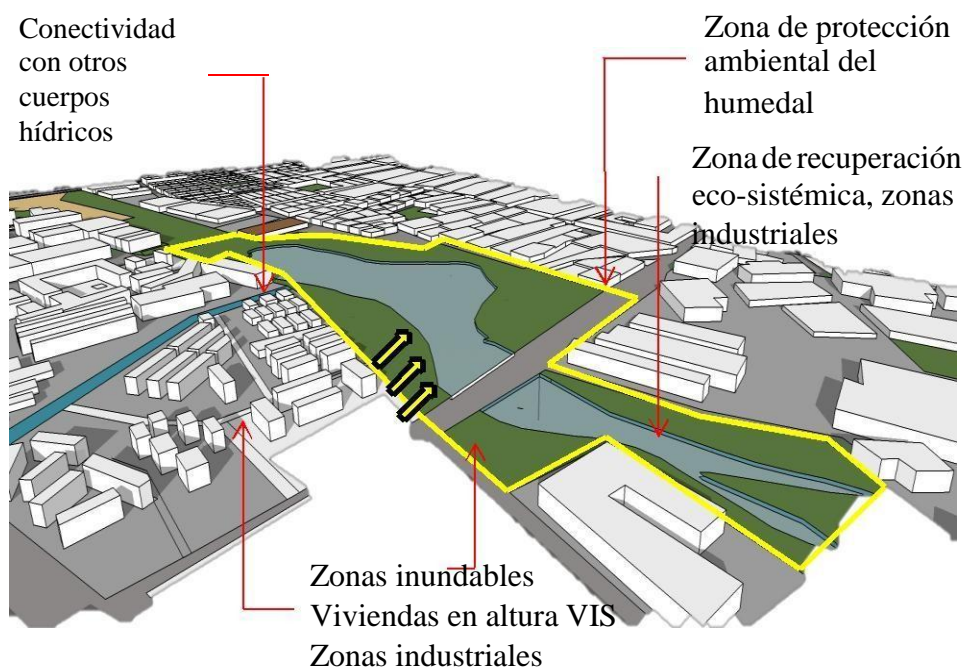 Conectividad
con otros
cuerpos
hídricos
Zona de protección
ambiental del
humedal
Zona de recuperación
eco-sistémica, zonas
industriales
Zonas inundables
Viviendas en altura VIS
Zonas industriales